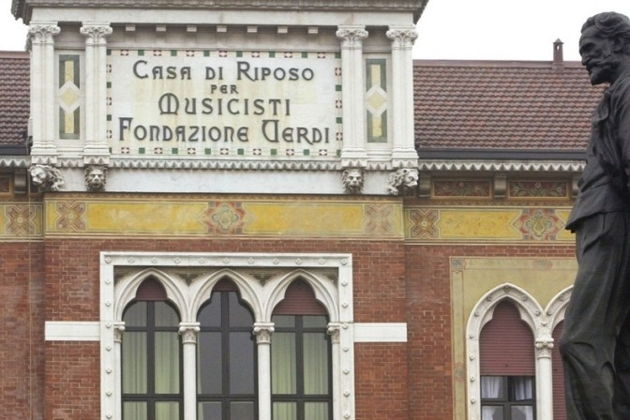 Casa di Riposo
per
Musicisti
Fondazione Verdi